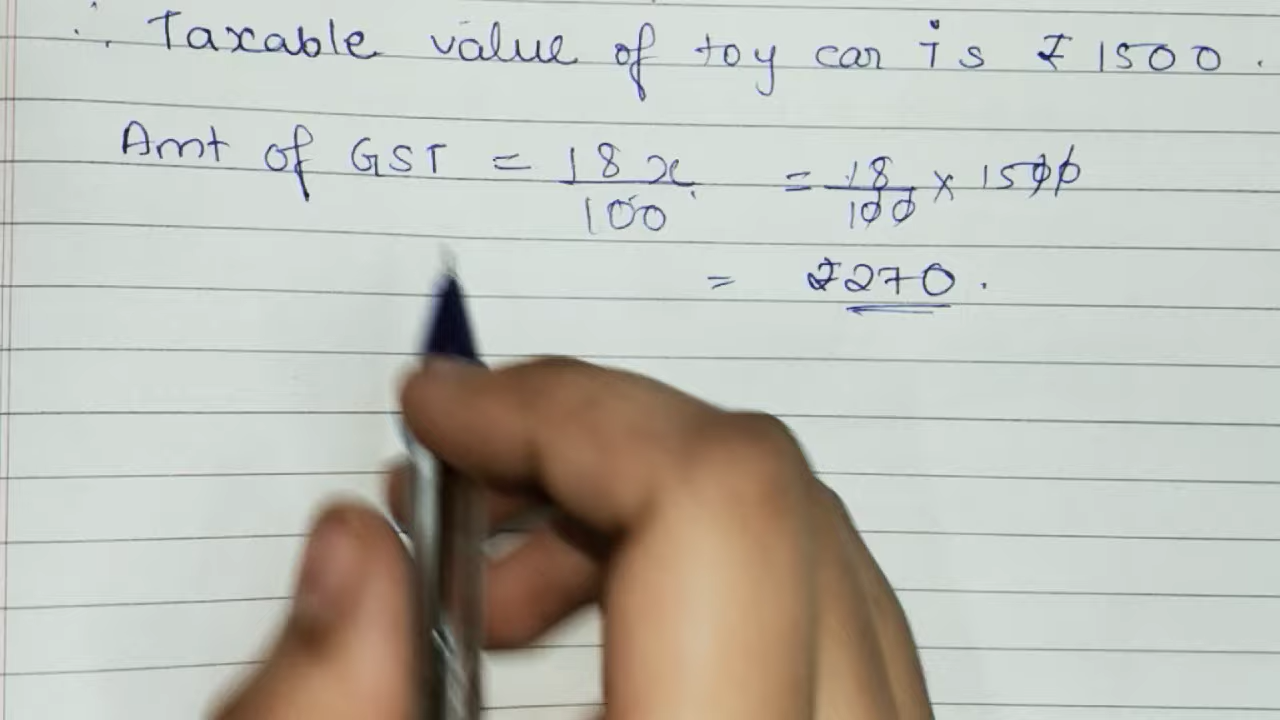 ∴ Taxable value of toy car is ₹ 1500.
Amt of GST = 18x/100 = 18/100 × 1500
= ₹270.